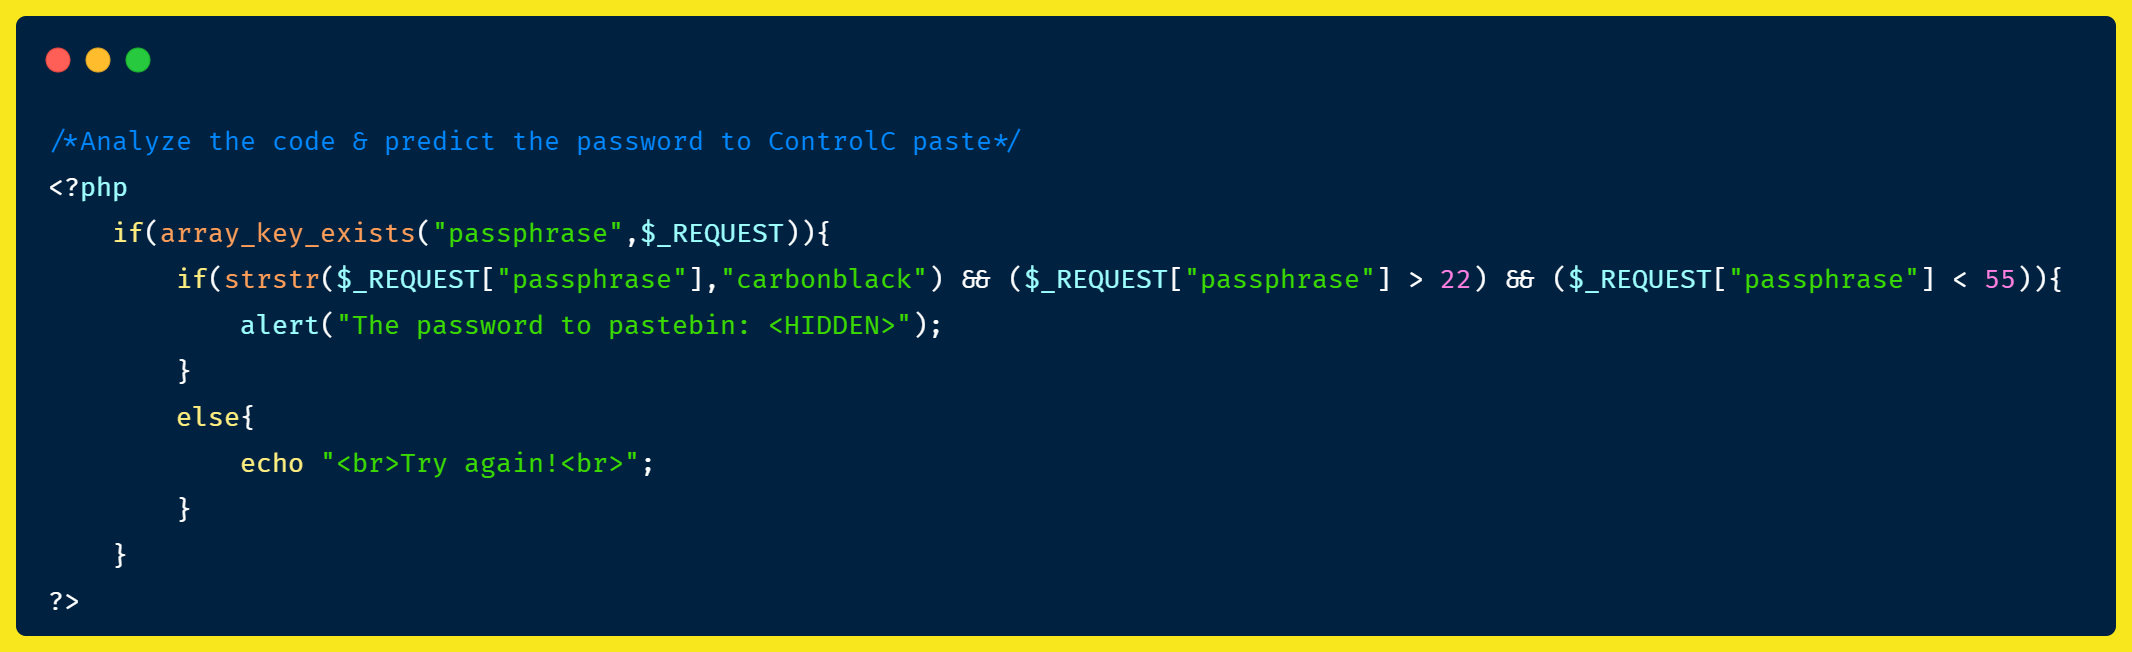 /*Analyze the code & predict the password to ControlC paste*/
<?php
    if(array_key_exists("passphrase",$_REQUEST)){
        if(strstr($_REQUEST["passphrase"],"carbonblack") && ($_REQUEST["passphrase"] > 22) && ($_REQUEST["passphrase"] < 55)){
            alert("The password to pastebin: <HIDDEN>");
        }
        else{
            echo "<br>Try again!<br>";
        }
    }
?>